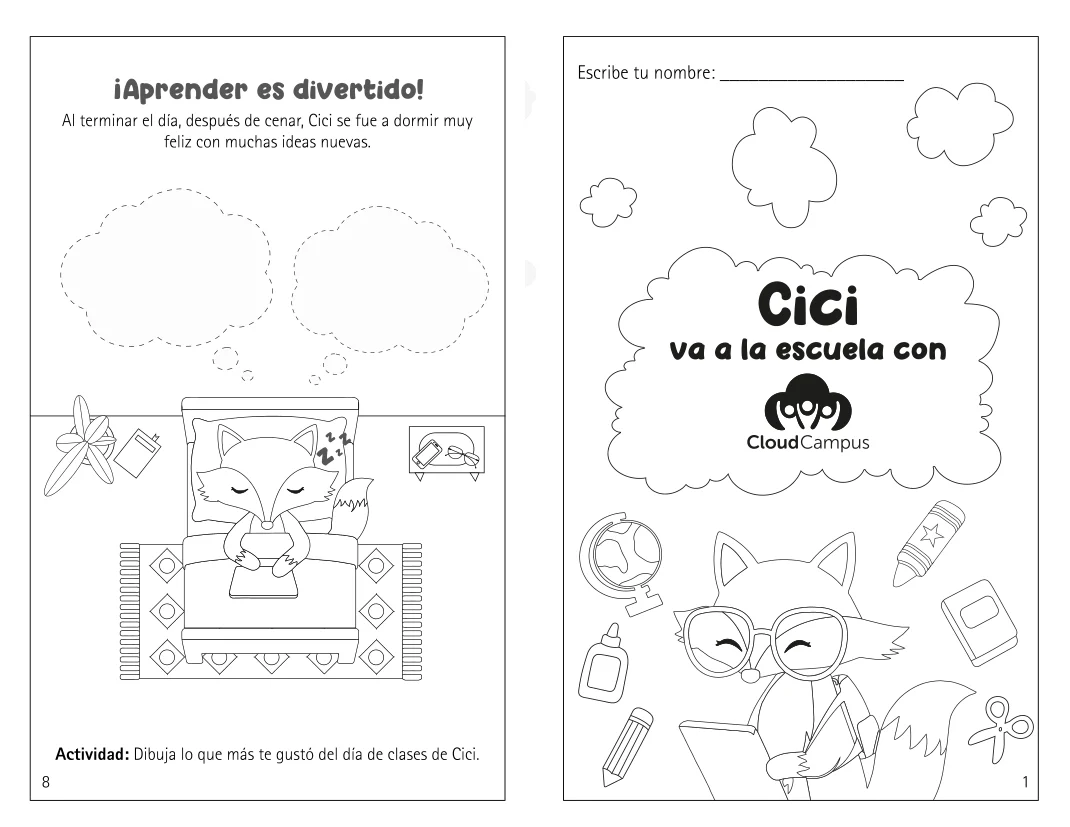 ¡Aprender es divertido!
Al terminar el día, después de cenar, Cici se fue a dormir muy
feliz con muchas ideas nuevas.
z z z z
Actividad: Dibuja lo que más te gustó del día de clases de Cici.
8
Escribe tu nombre: ___________________
Cici
va a la escuela con
CloudCampus
1